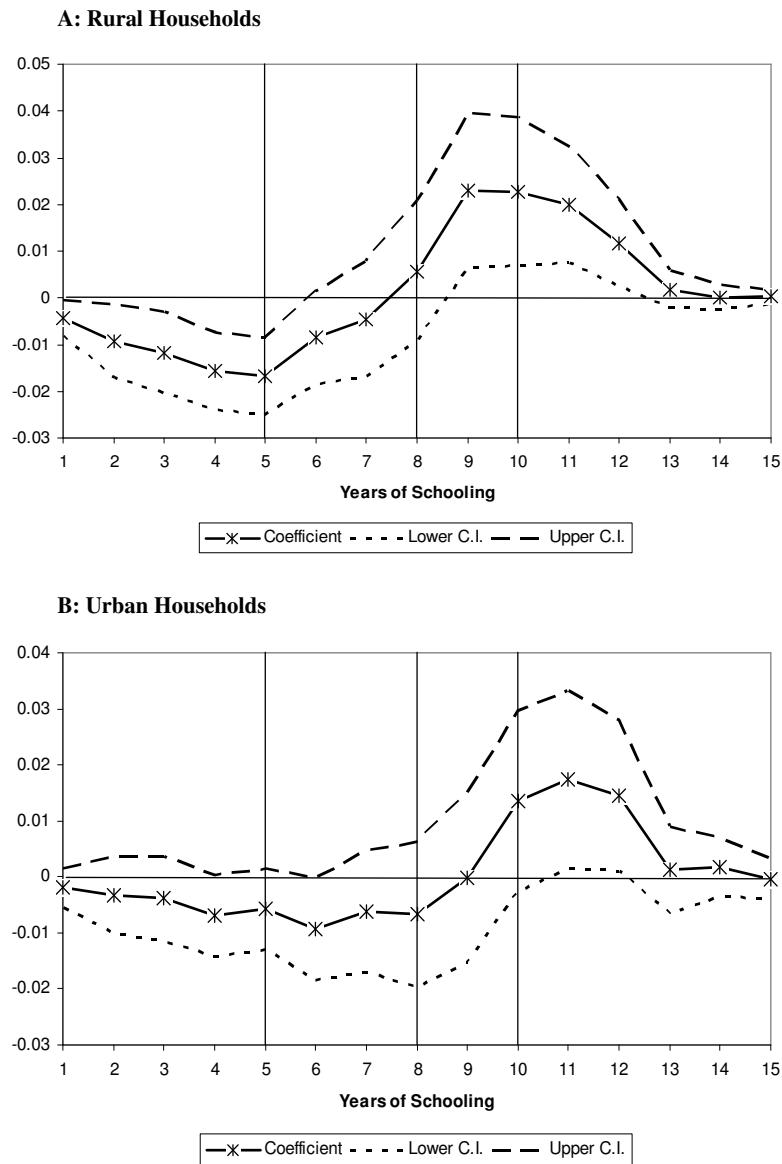 A: Rural Households
0.05
0.04
0.03
0.02
0.01
0
-0.01
-0.02
-0.03
1 2 3 4 5 6 7 8 9 10 11 12 13 14 15
Years of Schooling
Coefficient Lower C.I. Upper C.I.
B: Urban Households
0.04
0.03
0.02
0.01
0
-0.01
-0.02
-0.03
1 2 3 4 5 6 7 8 9 10 11 12 13 14 15
Years of Schooling
Coefficient Lower C.I. Upper C.I.